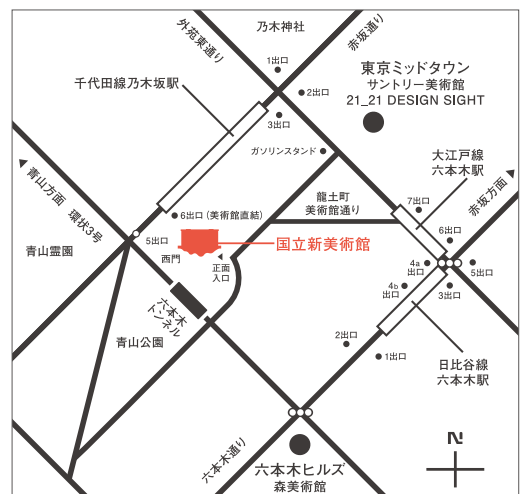 乃木神社
外苑東通り
赤坂通り
1出口
千代田線乃木坂駅
2出口
東京ミッドタウン
サントリー美術館
21_21 DESIGN SIGHT
3出口
ガソリンスタンド
大江戸線
六本木駅
青山方面
環状3号
龍土町
美術館通り
赤坂方面
7出口
6出口(美術館直結)
5出口
国立新美術館
西門
正面
入口
6出口
青山霊園
4a
出口
5出口
4b
出口
3出口
六本木
トンネル
青山公園
2出口
1出口
日比谷線
六本木駅
六本木通り
六本木ヒルズ
森美術館
N